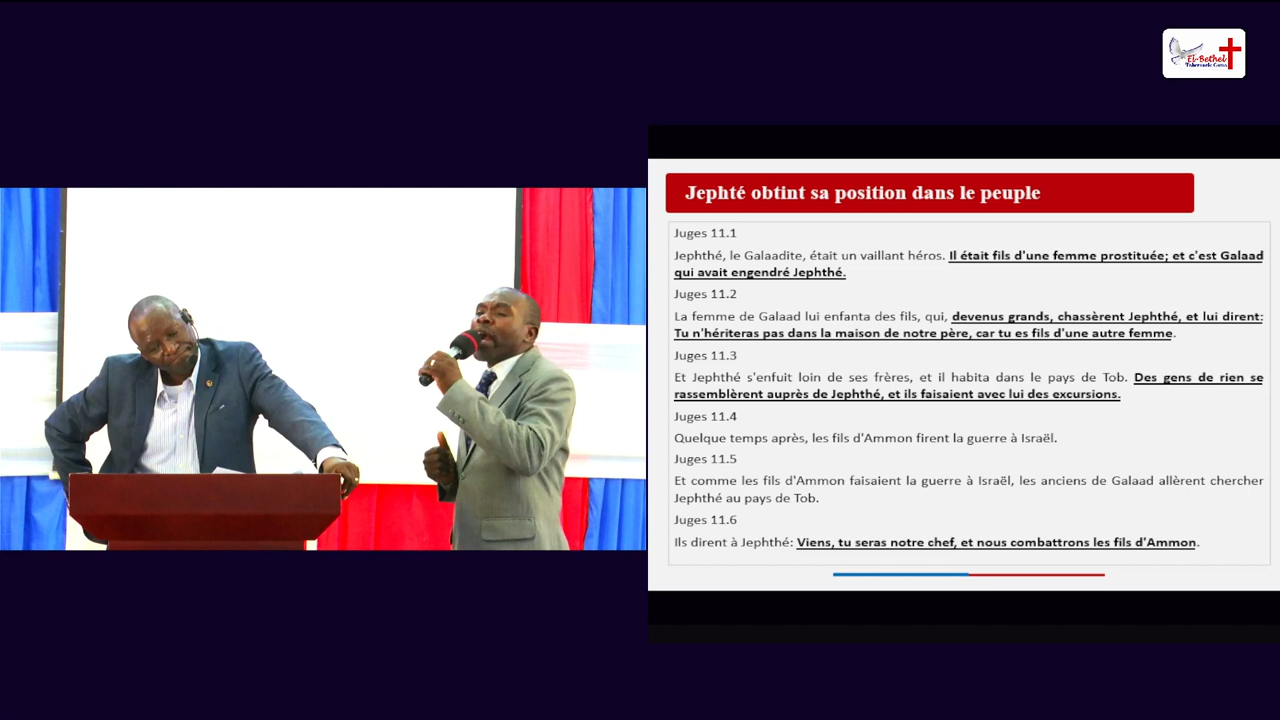 El-Bethel
Tabernacle Goma
Jephté obtint sa position dans le peuple
Juges 11.1
Jephthé, le Galaadite, était un vaillant héros. Il était fils d'une femme prostituée; et c'est Galaad
qui avait engendré Jephthé.
Juges 11.2
La femme de Galaad lui enfanta des fils, qui, devenus grands, chassèrent Jephthé, et lui dirent:
Tu n'hériteras pas dans la maison de notre père, car tu es fils d'une autre femme.
Juges 11.3
Et Jephthé s'enfuit loin de ses frères, et il habita dans le pays de Tob. Des gens de rien se
rassemblèrent auprès de Jephthé, et ils faisaient avec lui des excursions.
Juges 11.4
Quelque temps après, les fils d'Ammon firent la guerre à Israël.
Juges 11.5
Et comme les fils d'Ammon faisaient la guerre à Israël, les anciens de Galaad allèrent chercher
Jephthé au pays de Tob.
Juges 11.6
Ils dirent à Jephthé: Viens, tu seras notre chef, et nous combattrons les fils d'Ammon.